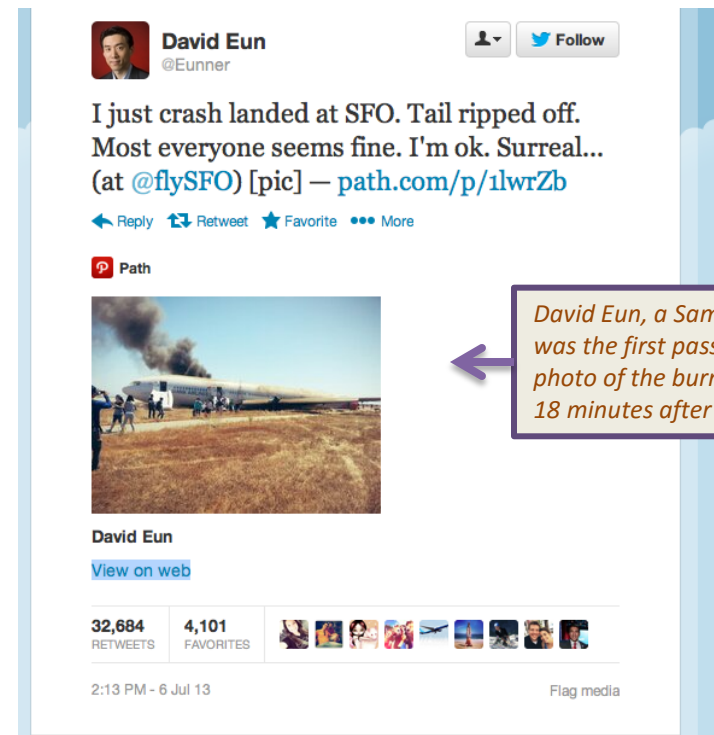 David Eun
@Eunner
Follow
I just crash landed at SFO. Tail ripped off.
Most everyone seems fine. I'm ok. Surreal...
(at @flySFO) [pic] — path.com/p/1lwrZb
Reply Retweet Favorite More
Path
David Eun, a Sam
was the first pass
photo of the burn
18 minutes after
David Eun
View on web
32,684 4,101
RETWEETS FAVORITES
2:13 PM - 6 Jul 13 Flag media